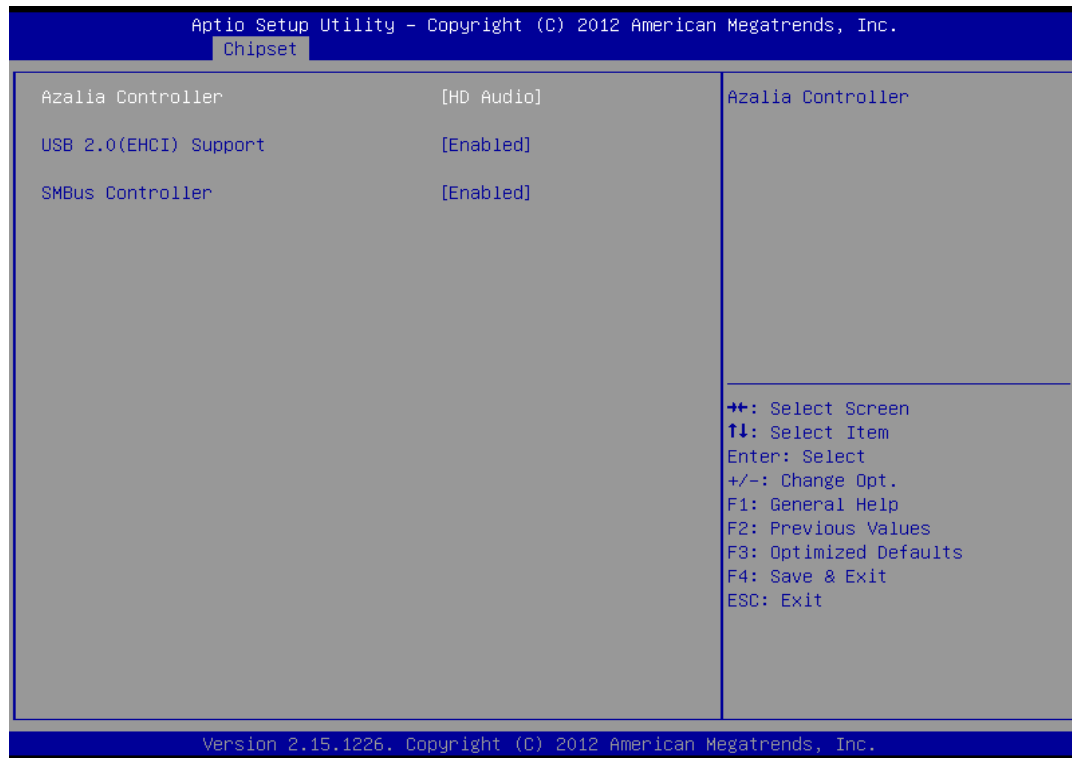 Aptio Setup Utility – Copyright (C) 2012 American Megatrends, Inc.
Chipset
Azalia Controller [HD Audio]
USB 2.0(EHCI) Support [Enabled]
SMBus Controller [Enabled]
Azalia Controller
→←: Select Screen
↑↓: Select Item
Enter: Select
+/-: Change Opt.
F1: General Help
F2: Previous Values
F3: Optimized Defaults
F4: Save & Exit
ESC: Exit
Version 2.15.1226. Copyright (C) 2012 American Megatrends, Inc.